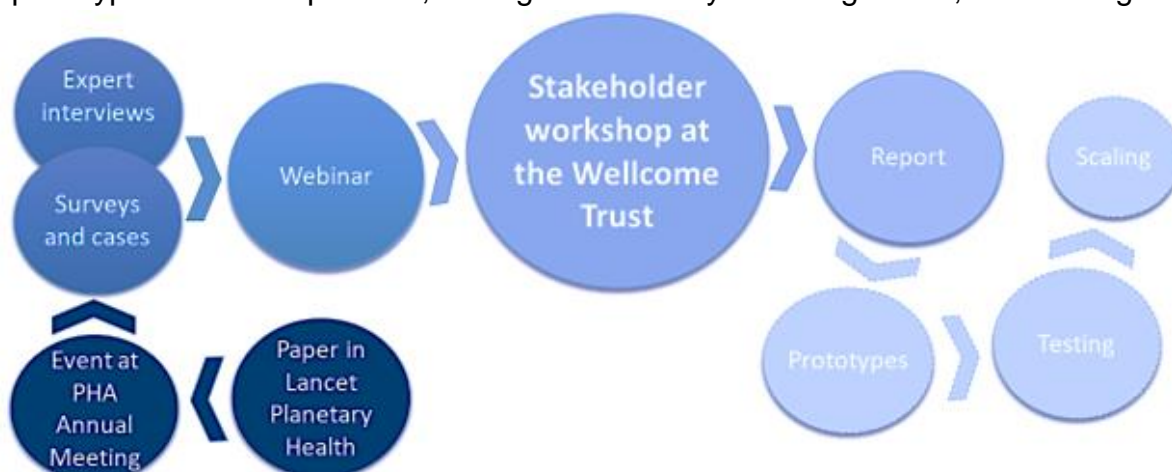 Expert
interviews
Surveys
and cases
Webinar
Stakeholder
workshop at
the Wellcome
Trust
Report
Scaling
Prototypes
Testing
Event at
PHA
Annual
Meeting
Paper in
Lancet
Planetary
Health